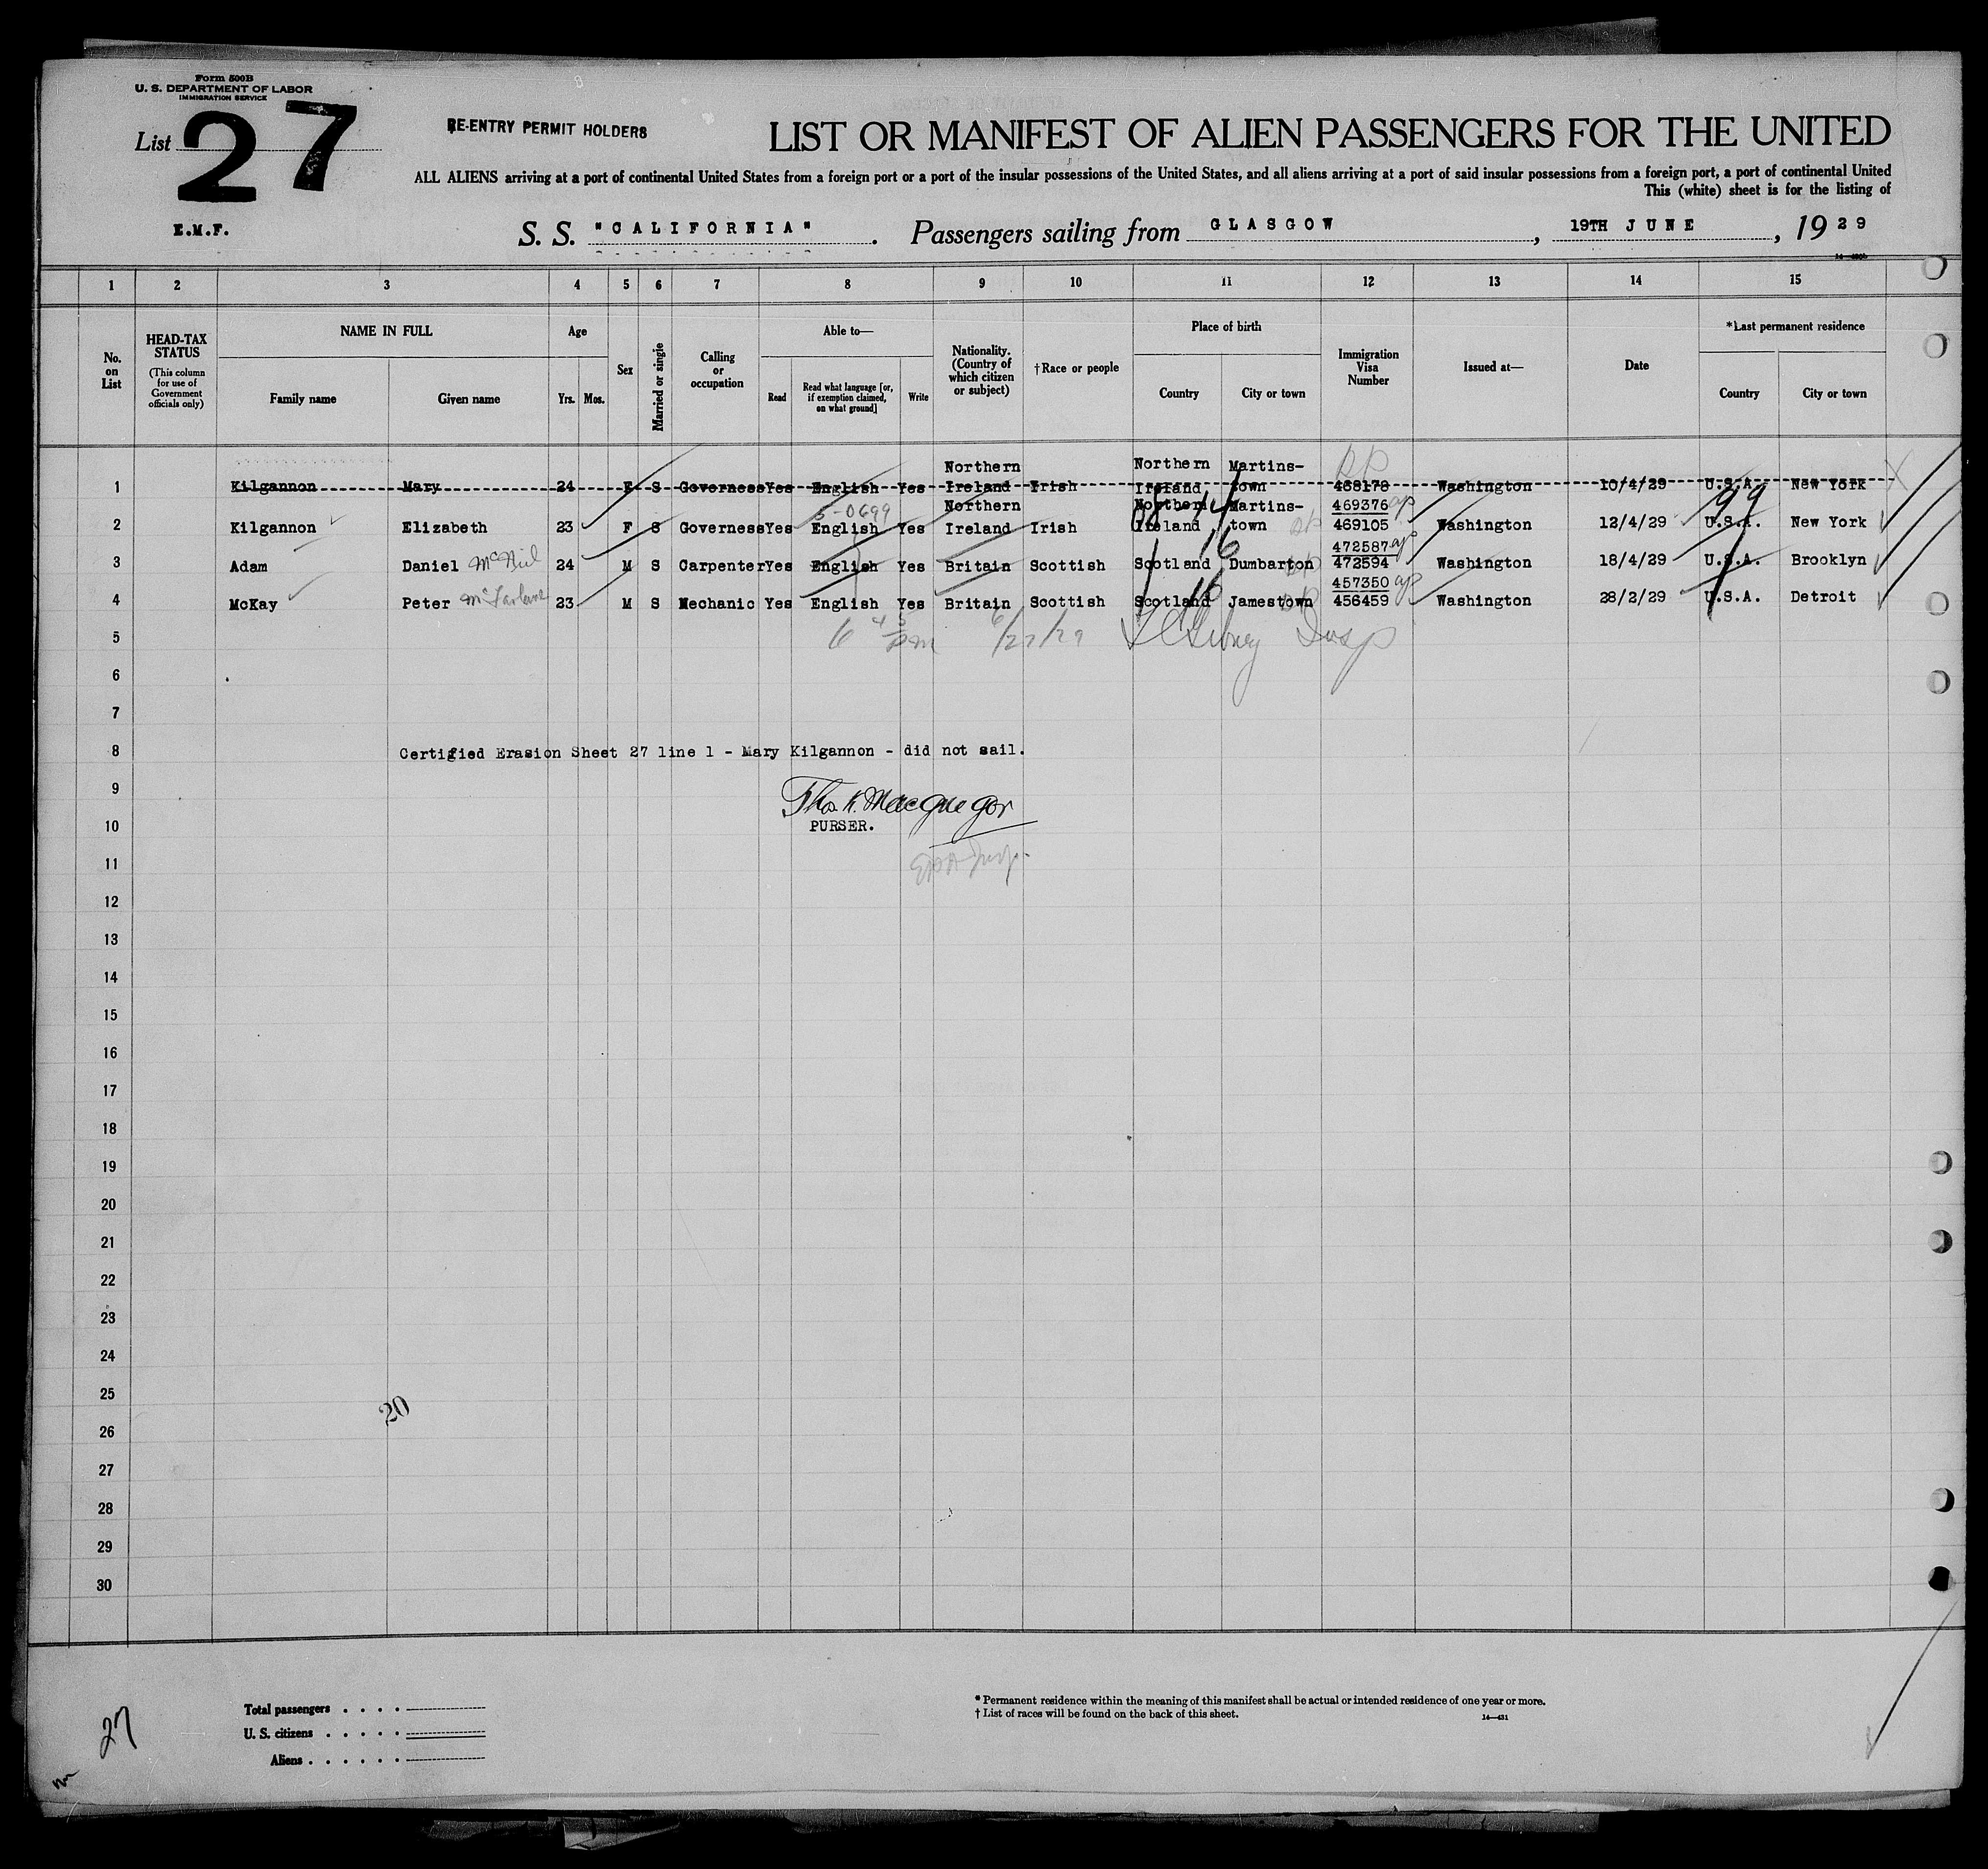 Form 500B
U. S. DEPARTMENT OF LABOR
IMMIGRATION SERVICE
List 27
RE-ENTRY PERMIT HOLDERS
LIST OR MANIFEST OF ALIEN PASSENGERS FOR THE UNITED
ALL ALIENS arriving at a port of continental United States from a foreign port or a port of the insular possessions of the United States, and all aliens arriving at a port of said insular possessions from a foreign port, a port of continental United
This (white) sheet is for the listing of
E.M.F.
S. S. "CALIFORNIA". Passengers sailing from GLASGOW, 19TH JUNE, 1929
1 2 3 4 5 6 7 8 9 10 11 12 13 14 15
No. on List
HEAD-TAX STATUS
(This column for use of Government officials only)
NAME IN FULL
Family name Given name
Age
Yrs. Mos.
Sex
Married or single
Calling or occupation
Able to—
Read
Read what language [or, if exemption claimed, on what ground]
Write
Nationality. (Country of which citizen or subject)
†Race or people
Place of birth
Country City or town
Immigration Visa Number
Issued at—
Date
*Last permanent residence
Country City or town
Northern Northern Martins- RP
1 Kilgannon Mary 24 F S Governess Yes English Yes Ireland Irish Ireland town 468178 Washington 10/4/29 U.S.A. New York X
5-0699 Northern Northern Martins- 469376
2 Kilgannon Elizabeth 23 F S Governess Yes English Yes Ireland Irish Ireland town 469105 Washington 12/4/29 U.S.A. New York
99
472587
3 Adam Daniel McNeil 24 M S Carpenter Yes English Yes Britain Scottish Scotland Dumbarton 472594 Washington 18/4/29 U.S.A. Brooklyn
457350
4 McKay Peter McFarlane 23 M S Mechanic Yes English Yes Britain Scottish Scotland Jamestown 456459 Washington 28/2/29 U.S.A. Detroit
5 6 45 pm 6/27/29 Insp
6
7
8 Certified Erasion Sheet 27 line 1 - Mary Kilgannon - did not sail.
9 Thos. K. Macgregor
10 PURSER.
11
12
13
14
15
16
17
18
19
20
21
22
23
24
25
20
26
27
28
29
30
27
Total passengers . . . .
U. S. citizens . . . . .
Aliens . . . . . .
* Permanent residence within the meaning of this manifest shall be actual or intended residence of one year or more.
† List of races will be found on the back of this sheet.
14—431